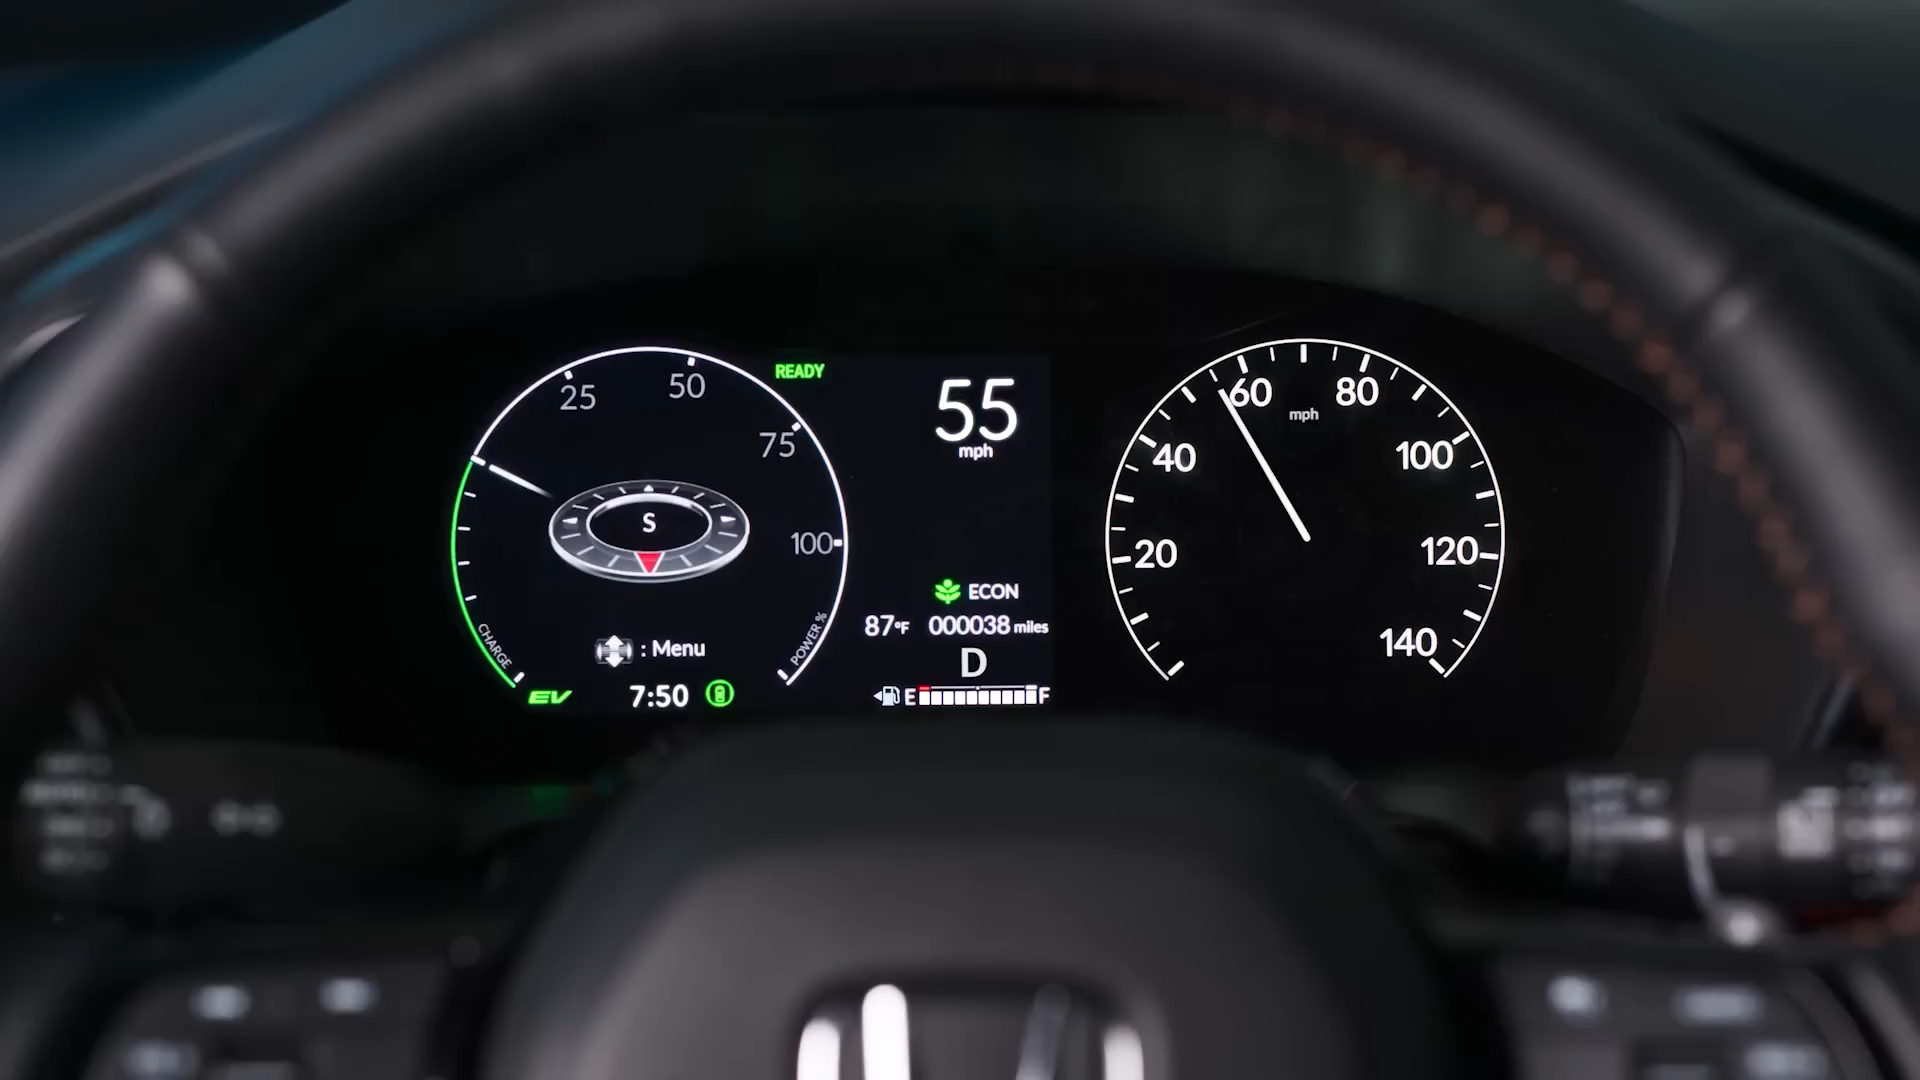 25
50
75
100
CHARGE
POWER %
S
: Menu
EV
7:50
READY
55
mph
ECON
87°F 000038 miles
D
E F
20
40
60
80
100
120
140
mph